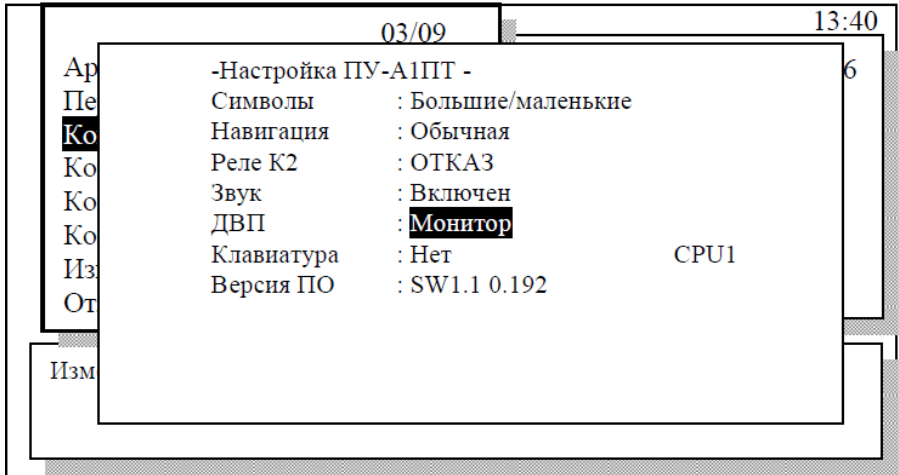 03/09
13:40
Ар
6
Пе
Ко
Ко
Ко
Ко
Из
От
Изм
-Настройка ПУ-А1ПТ -
Символы : Большие/маленькие
Навигация : Обычная
Реле К2 : ОТКАЗ
Звук : Включен
ДВП : Монитор
Клавиатура : Нет CPU1
Версия ПО : SW1.1 0.192